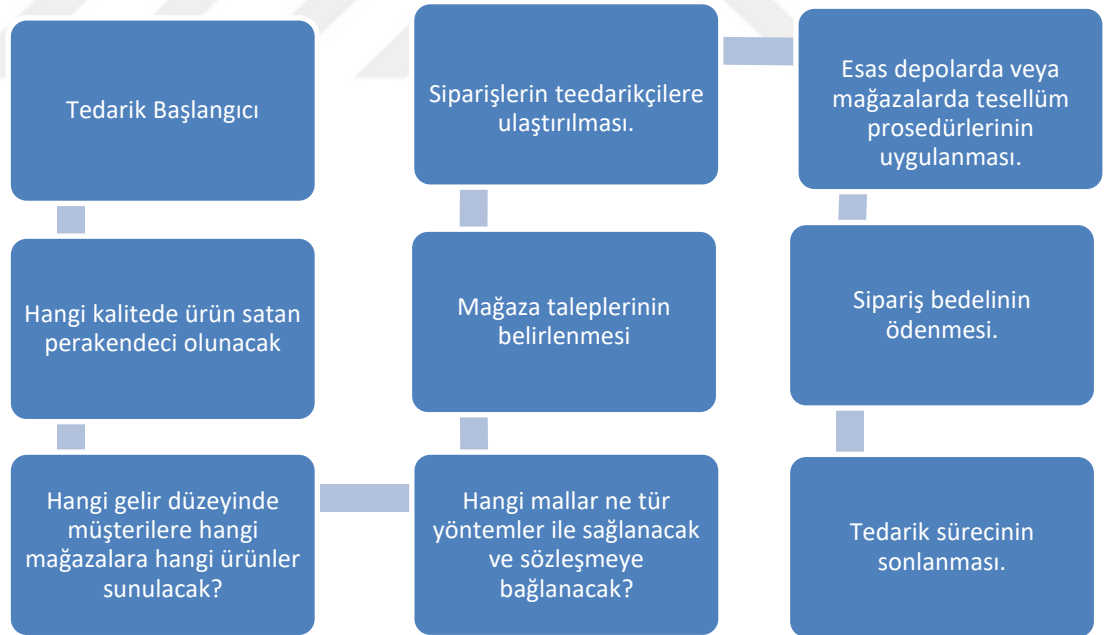 Tedarik Başlangıcı
Hangi kalitede ürün satan
perakendeci olunacak
Hangi gelir düzeyinde
müşterilere hangi
mağazalara hangi ürünler
sunulacak?
Hangi mallar ne tür
yöntemler ile sağlanacak
ve sözleşmeye
bağlanacak?
Mağaza taleplerinin
belirlenmesi
Siparişlerin teedarikçilere
ulaştırılması.
Esas depolarda veya
mağazalarda tesellüm
prosedürlerinin
uygulanması.
Sipariş bedelinin
ödenmesi.
Tedarik sürecinin
sonlanması.